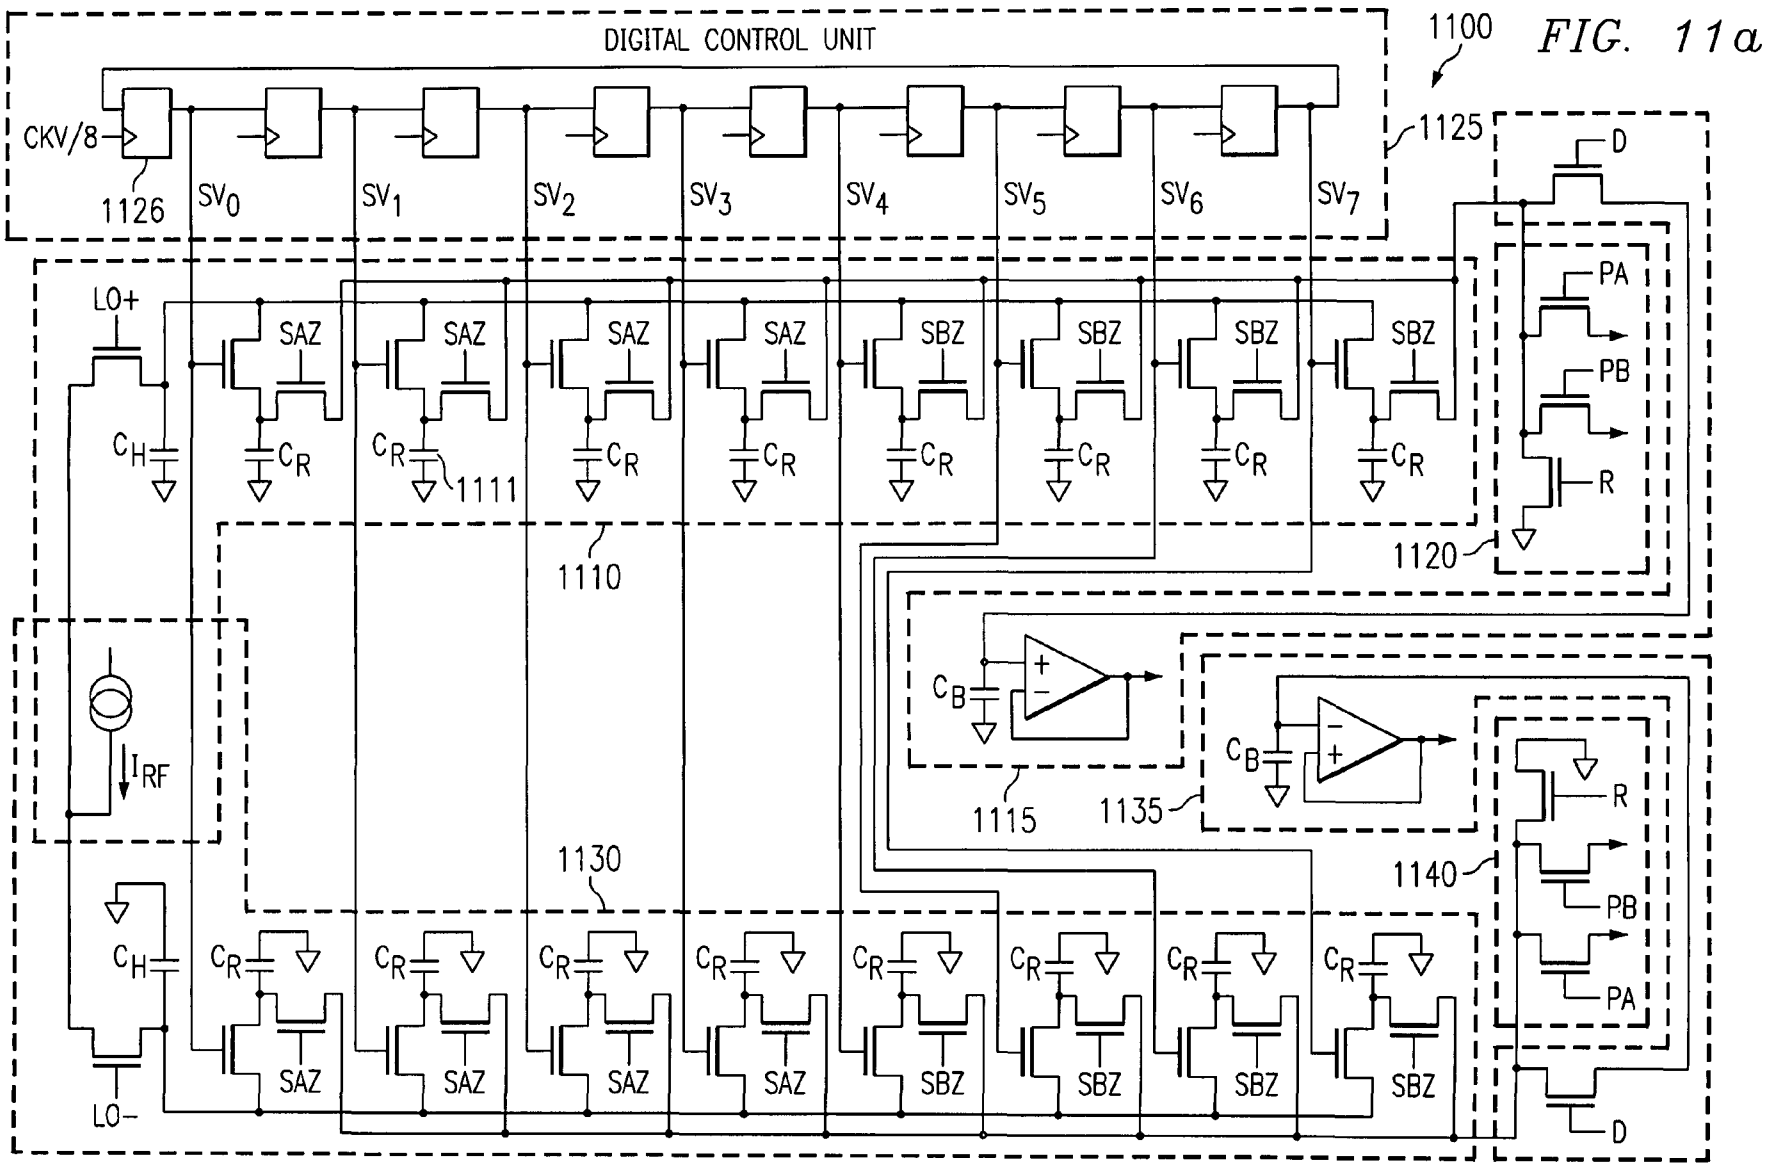 FIG. 11a
1100
DIGITAL CONTROL UNIT
CKV/8
1126
1125
SV0 SV1 SV2 SV3 SV4 SV5 SV6 SV7
D
LO+
SAZ SAZ SAZ SAZ SBZ SBZ SBZ SBZ
PA
PB
R
CH CR CR CR CR CR CR CR CR
1111
1110
1120
IRF
CB + −
1115
CB − +
1135
R
PB
PA
1140
1130
CH CR CR CR CR CR CR CR CR
SAZ SAZ SAZ SAZ SBZ SBZ SBZ SBZ
LO−
D